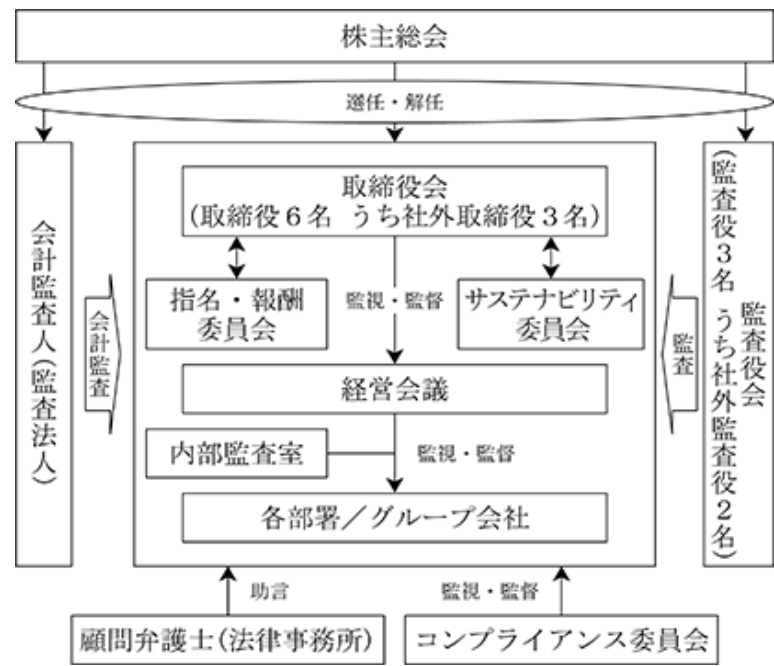 株主総会
選任・解任
取締役会
(取締役6名 うち社外取締役3名)
指名・報酬
委員会
監視・監督
サステナビリティ
委員会
経営会議
内部監査室
監視・監督
各部署／グループ会社
会計監査人(監査法人)
会計監査
監査
監査役会
(監査役3名 うち社外監査役2名)
助言
監視・監督
顧問弁護士(法律事務所)
コンプライアンス委員会